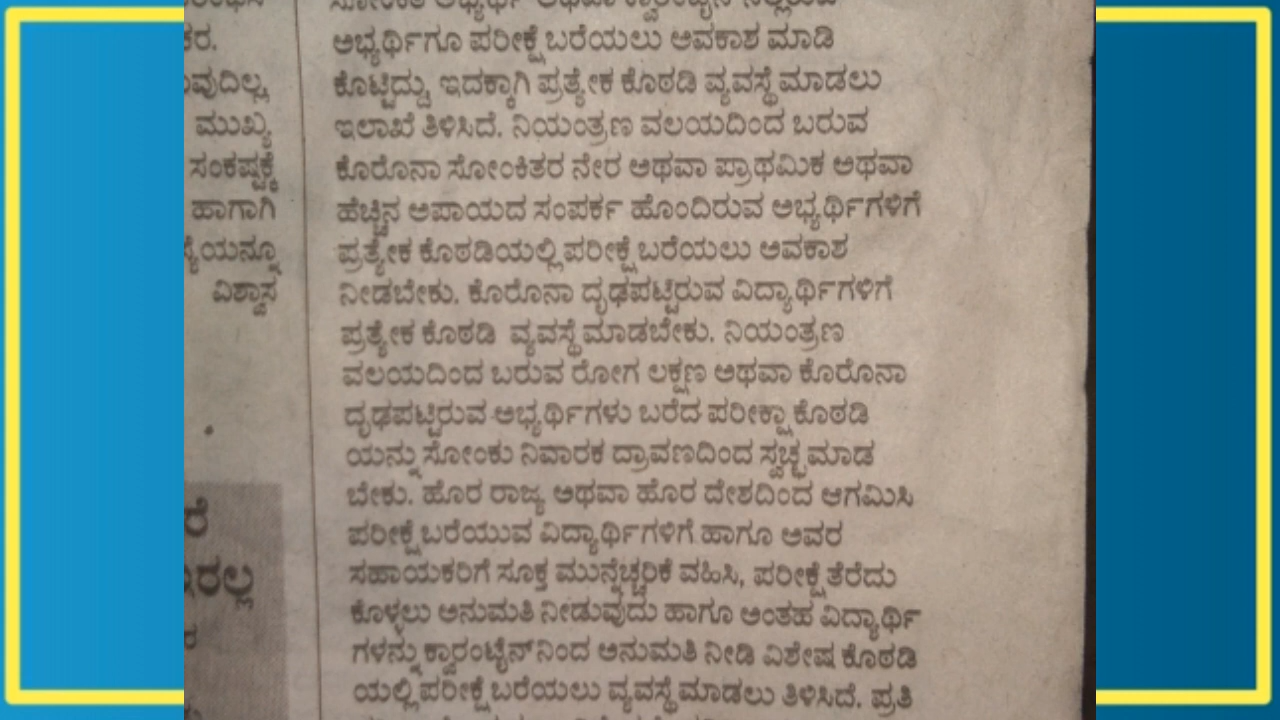 ಕರ.
ವುದಿಲ್ಲ,
ಮುಖ್ಯ
ಸಂಕಷ್ಟಕ್ಕೆ
ಹಾಗಾಗಿ
ವಿಶ್ವಾಸ
ಅಭ್ಯರ್ಥಿಗೂ ಪರೀಕ್ಷೆ ಬರೆಯಲು ಅವಕಾಶ ಮಾಡಿ
ಕೊಟ್ಟಿದ್ದು, ಇದಕ್ಕಾಗಿ ಪ್ರತ್ಯೇಕ ಕೊಠಡಿ ವ್ಯವಸ್ಥೆ ಮಾಡಲು
ಇಲಾಖೆ ತಿಳಿಸಿದೆ. ನಿಯಂತ್ರಣ ವಲಯದಿಂದ ಬರುವ
ಕೊರೊನಾ ಸೋಂಕಿತರ ನೇರ ಅಥವಾ ಪ್ರಾಥಮಿಕ ಅಥವಾ
ಹೆಚ್ಚಿನ ಅಪಾಯದ ಸಂಪರ್ಕ ಹೊಂದಿರುವ ಅಭ್ಯರ್ಥಿಗಳಿಗೆ
ಪ್ರತ್ಯೇಕ ಕೊಠಡಿಯಲ್ಲಿ ಪರೀಕ್ಷೆ ಬರೆಯಲು ಅವಕಾಶ
ನೀಡಬೇಕು. ಕೊರೊನಾ ದೃಢಪಟ್ಟಿರುವ ವಿದ್ಯಾರ್ಥಿಗಳಿಗೆ
ಪ್ರತ್ಯೇಕ ಕೊಠಡಿ ವ್ಯವಸ್ಥೆ ಮಾಡಬೇಕು. ನಿಯಂತ್ರಣ
ವಲಯದಿಂದ ಬರುವ ರೋಗ ಲಕ್ಷಣ ಅಥವಾ ಕೊರೊನಾ
ದೃಢಪಟ್ಟಿರುವ ಅಭ್ಯರ್ಥಿಗಳು ಬರೆದ ಪರೀಕ್ಷಾ ಕೊಠಡಿ
ಯನ್ನು ಸೋಂಕು ನಿವಾರಕ ದ್ರಾವಣದಿಂದ ಸ್ವಚ್ಛ ಮಾಡ
ಬೇಕು. ಹೊರ ರಾಜ್ಯ ಅಥವಾ ಹೊರ ದೇಶದಿಂದ ಆಗಮಿಸಿ
ಪರೀಕ್ಷೆ ಬರೆಯುವ ವಿದ್ಯಾರ್ಥಿಗಳಿಗೆ ಹಾಗೂ ಅವರ
ಸಹಾಯಕರಿಗೆ ಸೂಕ್ತ ಮುನ್ನೆಚ್ಚರಿಕೆ ವಹಿಸಿ, ಪರೀಕ್ಷೆ ತೆರೆದು
ಕೊಳ್ಳಲು ಅನುಮತಿ ನೀಡುವುದು ಹಾಗೂ ಅಂತಹ ವಿದ್ಯಾರ್ಥಿ
ಗಳನ್ನು ಕ್ವಾರಂಟೈನ್‌ನಿಂದ ಅನುಮತಿ ನೀಡಿ ವಿಶೇಷ ಕೊಠಡಿ
ಯಲ್ಲಿ ಪರೀಕ್ಷೆ ಬರೆಯಲು ವ್ಯವಸ್ಥೆ ಮಾಡಲು ತಿಳಿಸಿದೆ. ಪ್ರತಿ